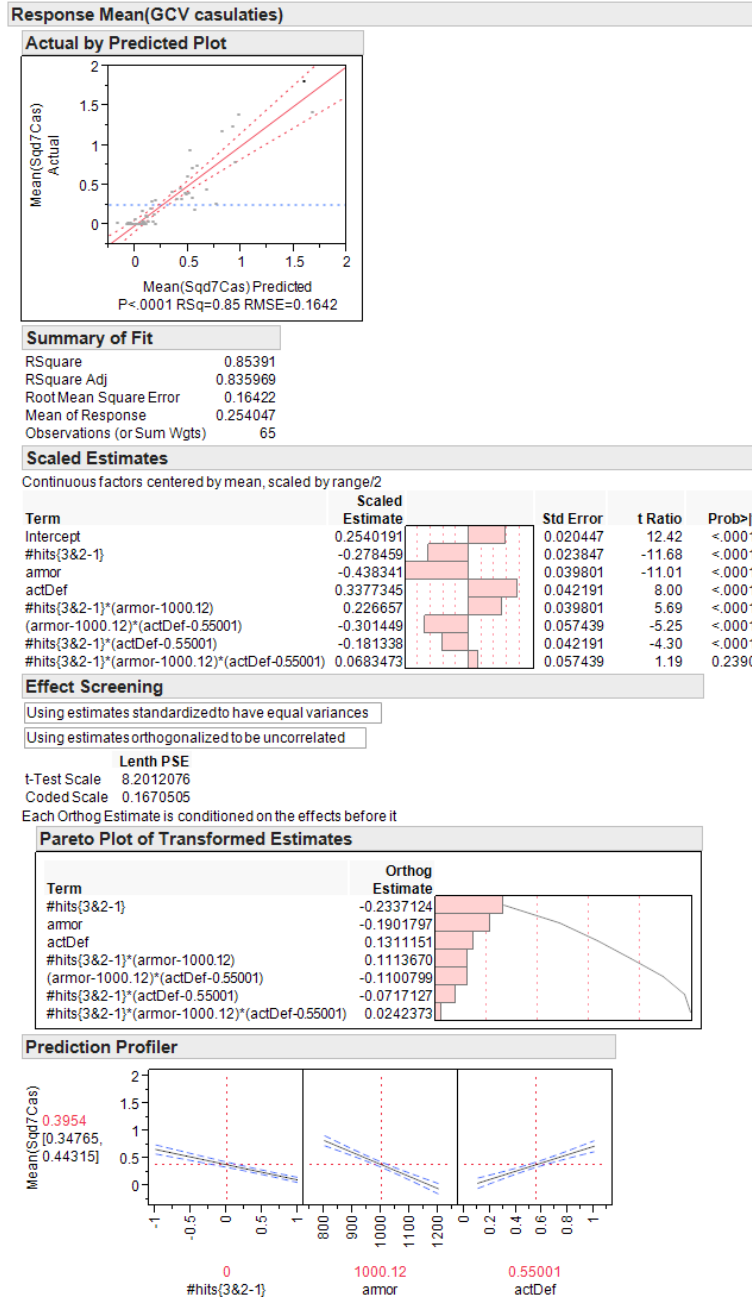 Response Mean(GCV casulaties)
Actual by Predicted Plot
Mean(Sqd7Cas)
Actual
2
1.5
1
0.5
0
0 0.5 1 1.5 2
Mean(Sqd7Cas) Predicted
P<.0001 RSq=0.85 RMSE=0.1642
Summary of Fit
RSquare 0.85391
RSquare Adj 0.835969
Root Mean Square Error 0.16422
Mean of Response 0.254047
Observations (or Sum Wgts) 65
Scaled Estimates
Continuous factors centered by mean, scaled by range/2
Scaled
Term Estimate Std Error t Ratio Prob>|
Intercept 0.2540191 0.020447 12.42 <.0001
#hits{3&2-1} -0.278459 0.023847 -11.68 <.0001
armor -0.438341 0.039801 -11.01 <.0001
actDef 0.3377345 0.042191 8.00 <.0001
#hits{3&2-1}*(armor-1000.12) 0.226657 0.039801 5.69 <.0001
(armor-1000.12)*(actDef-0.55001) -0.301449 0.057439 -5.25 <.0001
#hits{3&2-1}*(actDef-0.55001) -0.181338 0.042191 -4.30 <.0001
#hits{3&2-1}*(armor-1000.12)*(actDef-0.55001) 0.0683473 0.057439 1.19 0.2390
Effect Screening
Using estimates standardized to have equal variances
Using estimates orthogonalized to be uncorrelated
Lenth PSE
t-Test Scale 8.2012076
Coded Scale 0.1670505
Each Orthog Estimate is conditioned on the effects before it
Pareto Plot of Transformed Estimates
Orthog
Term Estimate
#hits{3&2-1} -0.2337124
armor -0.1901797
actDef 0.1311151
#hits{3&2-1}*(armor-1000.12) 0.1113670
(armor-1000.12)*(actDef-0.55001) -0.1100799
#hits{3&2-1}*(actDef-0.55001) -0.0717127
#hits{3&2-1}*(armor-1000.12)*(actDef-0.55001) 0.0242373
Prediction Profiler
Mean(Sqd7Cas)
0.3954
[0.34765,
0.44315]
2
1.5
1
0.5
0
-1 -0.5 0 0.5 1 800 900 1000 1100 1200 0 0.2 0.4 0.6 0.8 1
0 1000.12 0.55001
#hits{3&2-1} armor actDef